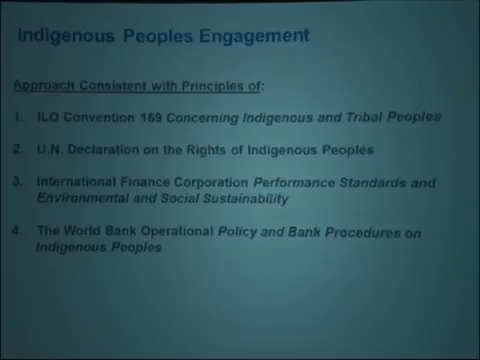 Indigenous Peoples Engagement
Approach Consistent with Principles of:
1. ILO Convention 169 Concerning Indigenous and Tribal Peoples
2. U.N. Declaration on the Rights of Indigenous Peoples
3. International Finance Corporation Performance Standards and
Environmental and Social Sustainability
4. The World Bank Operational Policy and Bank Procedures on
Indigenous Peoples